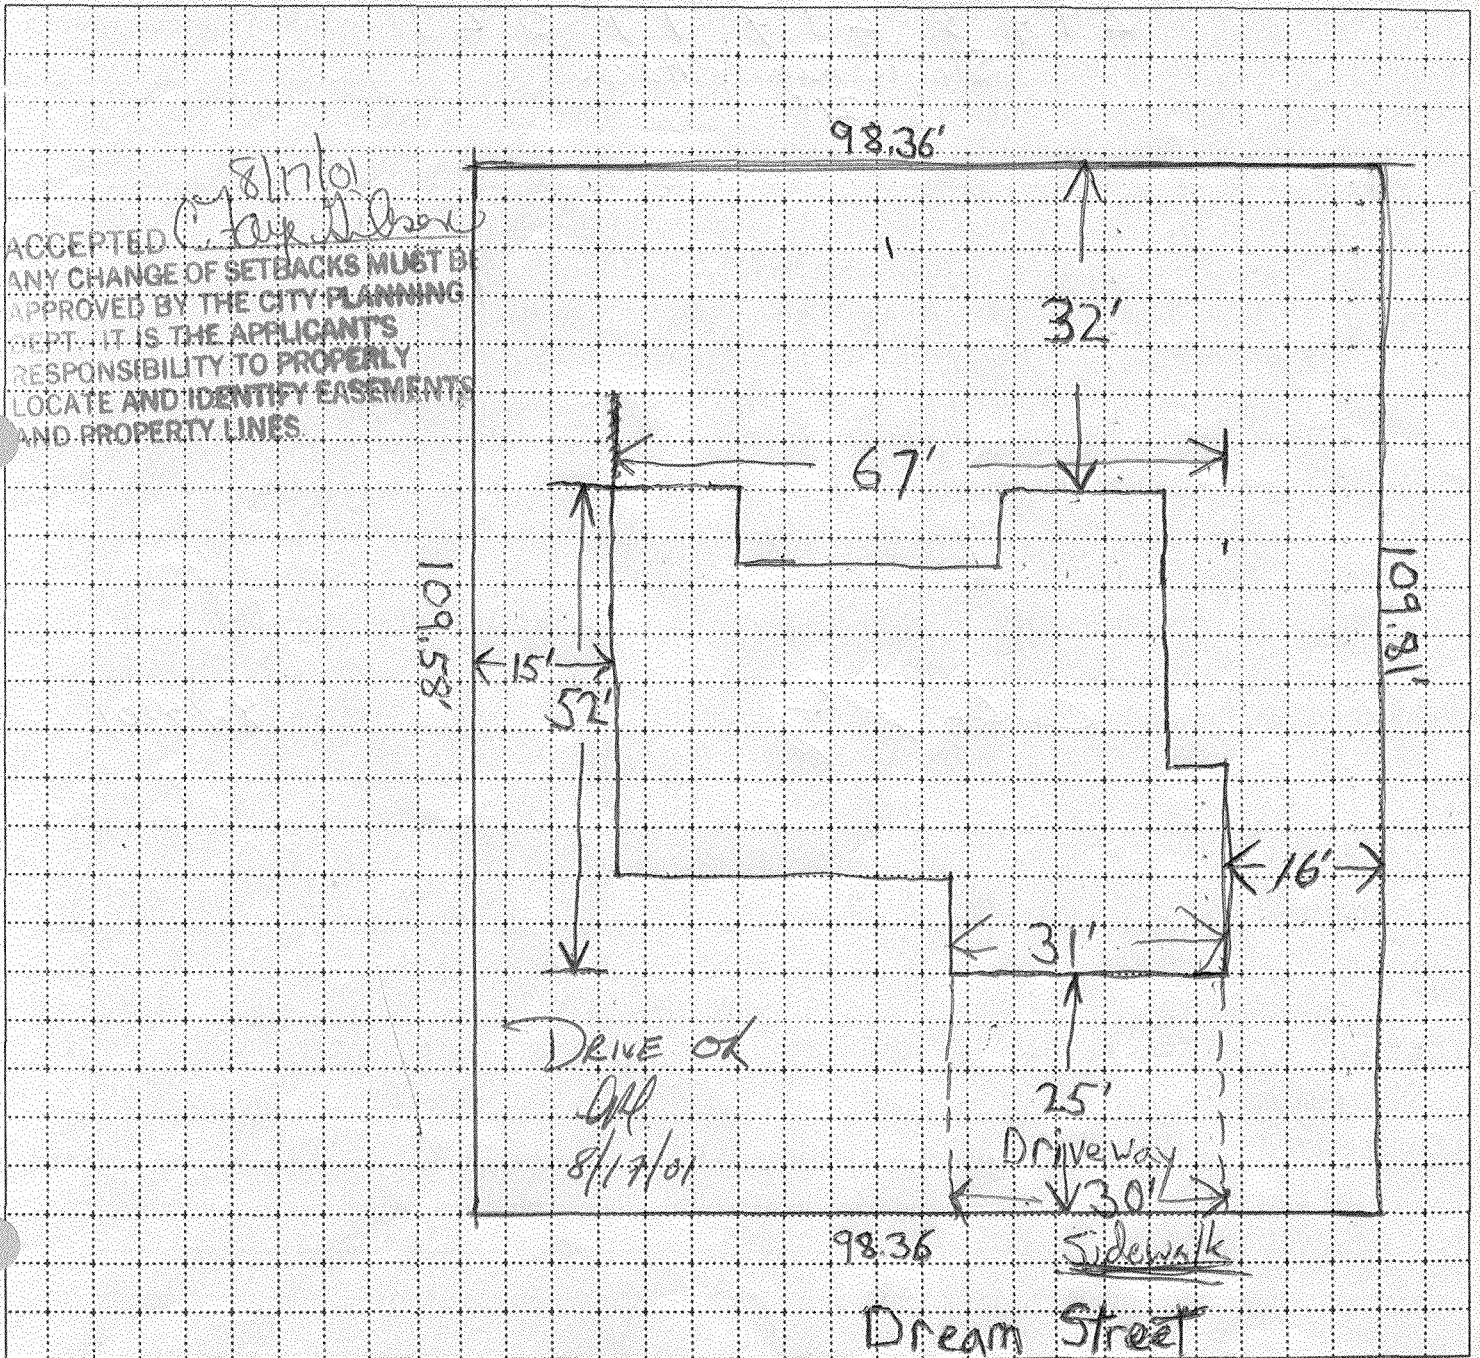 98.36'
8/17/01
C. Faye Gibson
ACCEPTED
ANY CHANGE OF SETBACKS MUST BE
APPROVED BY THE CITY PLANNING
DEPT. IT IS THE APPLICANT'S
RESPONSIBILITY TO PROPERLY
LOCATE AND IDENTIFY EASEMENTS
AND PROPERTY LINES.
32'
67'
109.58'
109.81'
15'
52'
16'
31'
DRIVE OK
8/17/01
25'
Driveway
30'
98.36
Sidewalk
Dream Street